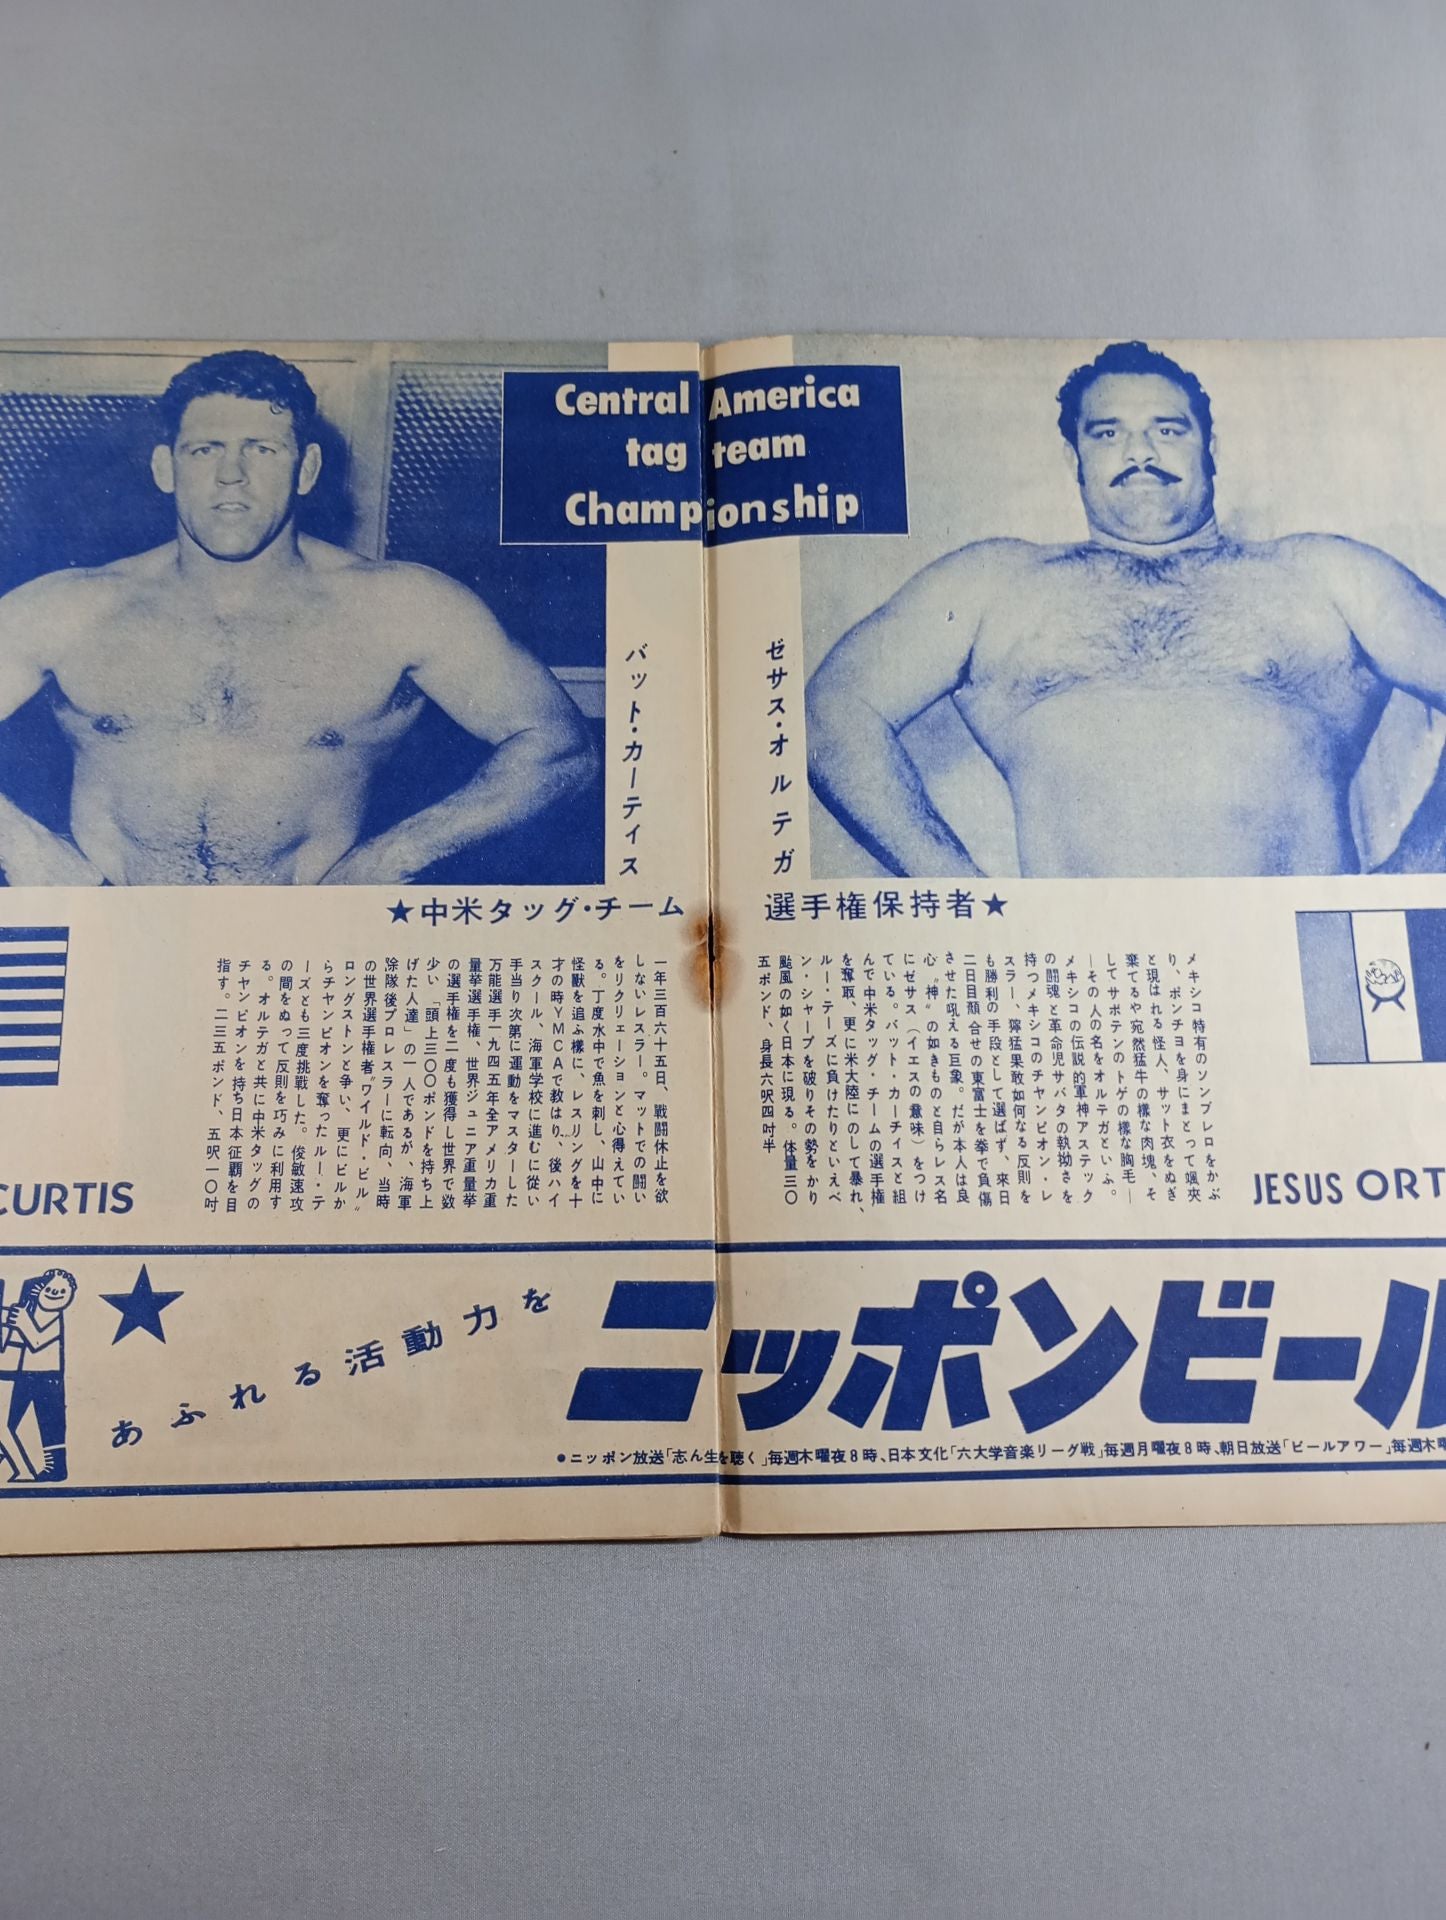 Central America
tag team
Championship
ゼサス・オルテガ
バット・カーティス
★中米タッグ・チーム 選手権保持者★
メキシコ特有のソンブレロをかぶ
り、ポンチヨを身にまとって颯夾
と現はれる怪人、サット衣をぬぎ
棄てるや宛然猛牛の様な肉塊、そ
してサボテンのトゲの様な胸毛―
―その人の名をオルテガといふ。
メキシコの伝説的軍神アステック
の闘魂と革命児サバタの執拗さを
持つメキシコのチャンピオン・レ
スラー、獰猛果敢如何なる反則を
も勝利の手段として選ばず、来日
二日目顔合せの東富士を拳で負傷
させた吼える巨象。だが本人は良
心〝神〟の如きものと自らレス名
にゼサス（イエスの意味）をつけ
ている。バット・カーチィスと組
んで中米タッグ・チームの選手権
を奪取、更に米大陸にのして暴れ、
ルー・テーズに負けたりといえべ
ン・シャープを破りその勢をかり
颱風の如く日本に現る。体量三〇
五ポンド、身長六呎四吋半
JESUS ORT
一年三百六十五日、戦闘休止を欲
しないレスラー。マットでの闘い
をリクリェーションと心得えてい
る。丁度水中で魚を刺し、山中に
怪獣を追ふ様に、レスリングを十
才の時YMCAで教はり、後ハイ
スクール、海軍学校に進むに従い
手当り次第に運動をマスターした
万能選手一九四五年全アメリカ重
量挙選手権、世界ジュニア重量挙
の選手権を二度も獲得し世界で数
少い「頭上三〇〇ポンドを持ち上
げた人達」の一人であるが、海軍
除隊後プロレスラーに転向、当時
の世界選手権者〝ワイルド・ビル〟
ロングストンと争い、更にビルか
らチャンピオンを奪ったルー・テ
ーズとも三度挑戦した。俊敏速攻
の間をぬって反則を巧みに利用す
る。オルテガと共に中米タッグの
チャンピオンを持ち日本征覇を目
指す。二三五ポンド、五呎一〇吋
CURTIS
★
あふれる活動力を
ニッポンビール
●ニッポン放送「志ん生を聴く」毎週木曜夜8時、日本文化「六大学音楽リーグ戦」毎週月曜夜8時、朝日放送「ビールアワー」毎週木曜